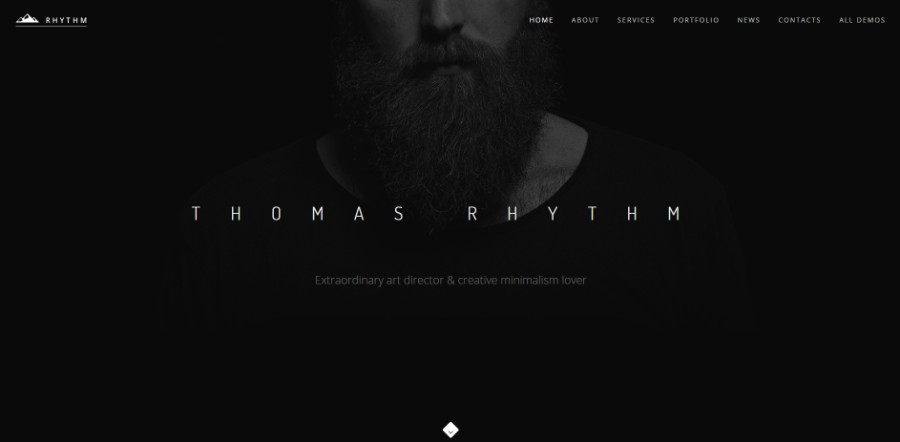 RHYTHM
HOME ABOUT SERVICES PORTFOLIO NEWS CONTACTS ALL DEMOS
THOMAS RHYTHM
Extraordinary art director & creative minimalism lover